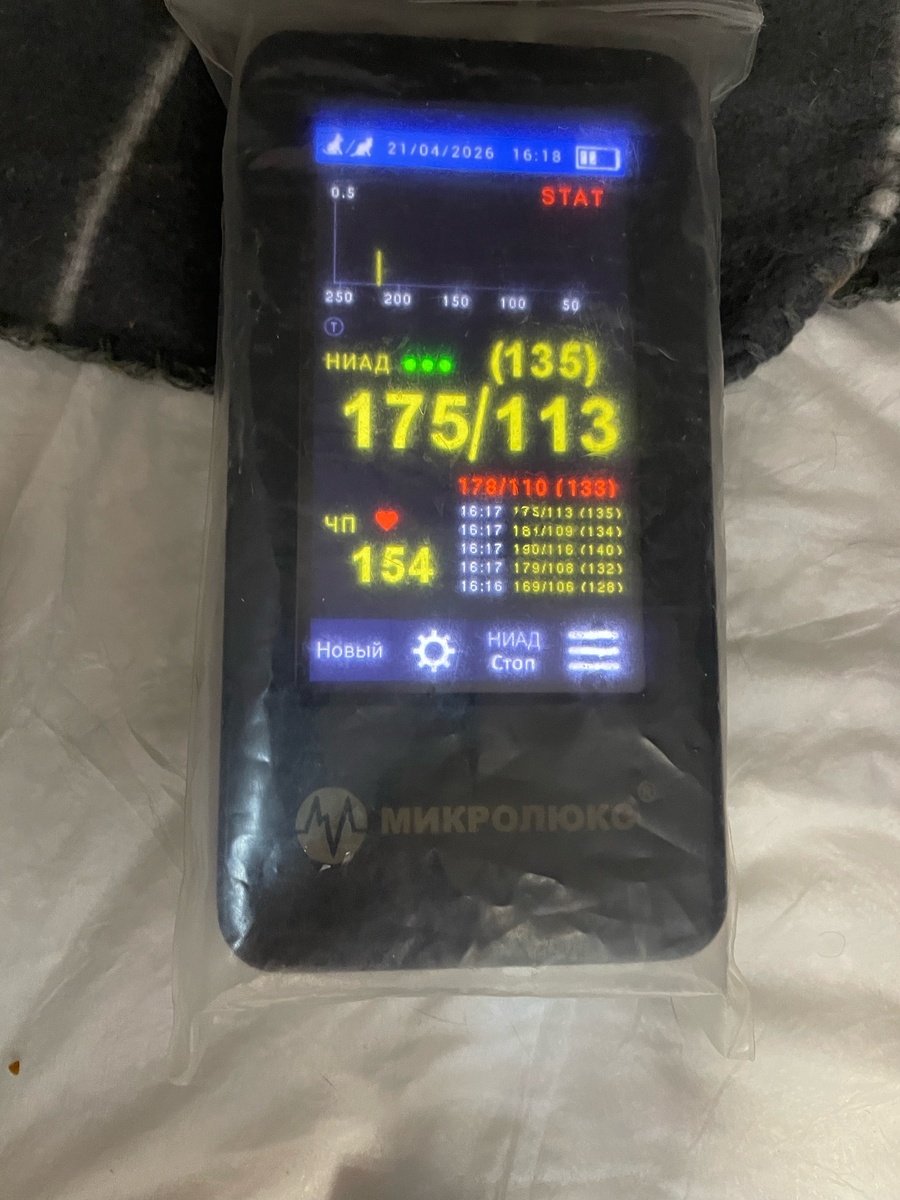 21/04/2026 16:18
STAT
0.5
250 200 150 100 50
T
НИАД (135)
175/113
178/110 (133)
ЧП
154
16:17 175/113 (135)
16:17 181/109 (134)
16:17 190/116 (140)
16:17 179/108 (132)
16:16 169/106 (128)
Новый
НИАД
Стоп
МИКРОЛЮКС®